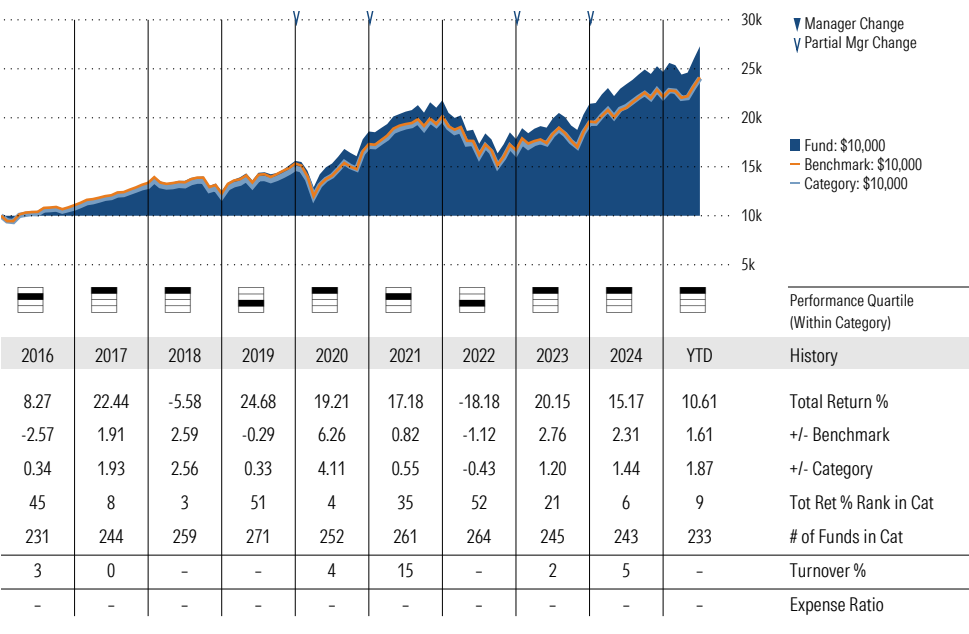 30k
25k
20k
15k
10k
5k
Manager Change
Partial Mgr Change
Fund: $10,000
Benchmark: $10,000
Category: $10,000
Performance Quartile
(Within Category)
2016 2017 2018 2019 2020 2021 2022 2023 2024 YTD History
8.27 22.44 -5.58 24.68 19.21 17.18 -18.18 20.15 15.17 10.61 Total Return %
-2.57 1.91 2.59 -0.29 6.26 0.82 -1.12 2.76 2.31 1.61 +/- Benchmark
0.34 1.93 2.56 0.33 4.11 0.55 -0.43 1.20 1.44 1.87 +/- Category
45 8 3 51 4 35 52 21 6 9 Tot Ret % Rank in Cat
231 244 259 271 252 261 264 245 243 233 # of Funds in Cat
3 0 – – 4 15 – 2 5 – Turnover %
– – – – – – – – – – Expense Ratio